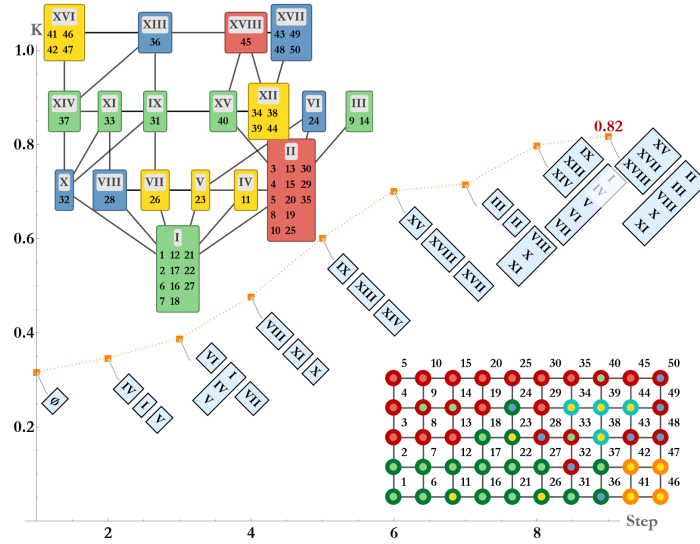 K
XVI
41 46
42 47
XIII
36
XVIII
45
XVII
43 49
48 50
1.0
XIV
37
XI
33
IX
31
XV
40
XII
34 38
39 44
VI
24
III
9 14
0.8
II
3 13 30
4 15 29
5 20 35
8 19
10 25
X
32
VIII
28
VII
26
V
23
IV
11
I
1 12 21
2 17 22
6 16 27
7 18
0.6
0.4
0.2
Ø
IV I V
VI
I
IV
V
VII
VIII XI X
IX XIII XIV
XV XVIII XVII
III II
VIII
X
XI
IX
XIII
XIV
I
IV
V
VI
VII
0.82
XV
XVII
XVIII
II
III
VIII
X
XI
5 10 15 20 25 30 35 40 45 50
4 9 14 19 24 29 34 39 44 49
3 8 13 18 23 28 33 38 43 48
2 7 12 17 22 27 32 37 42 47
1 6 11 16 21 26 31 36 41 46
2 4 6 8
Step